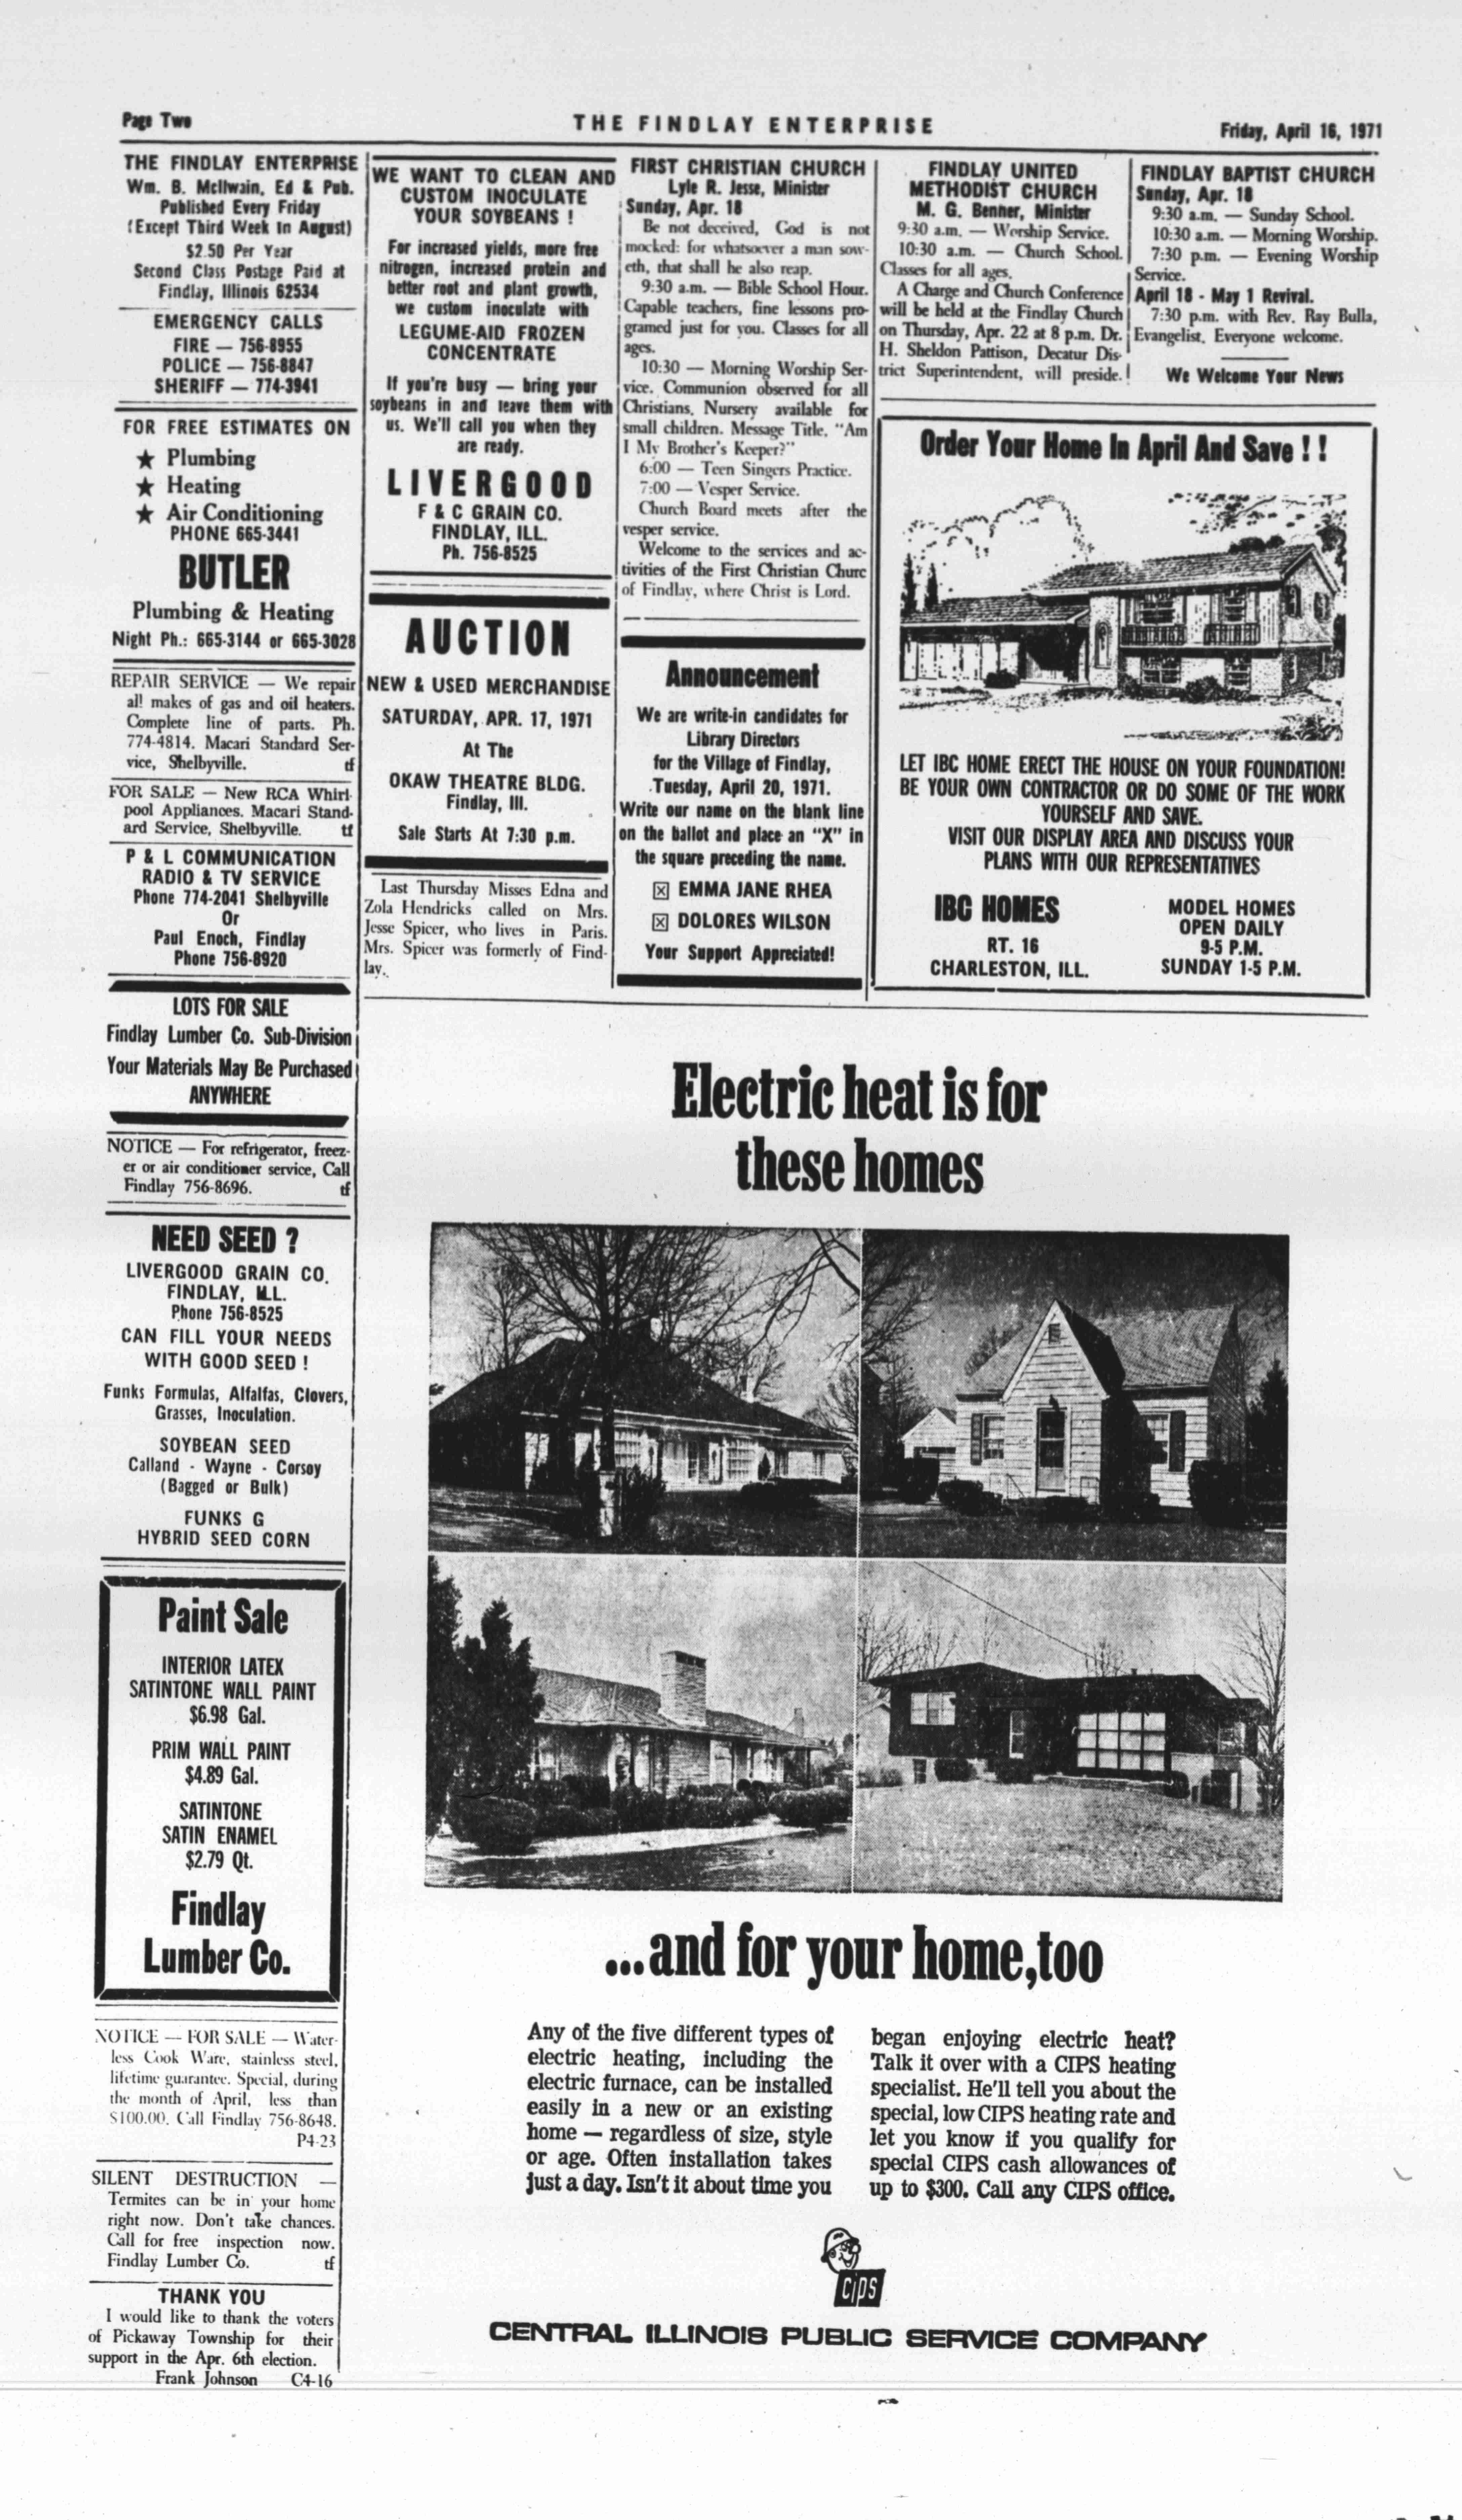 Page Two
THE FINDLAY ENTERPRISE
Friday, April 16, 1971
THE FINDLAY ENTERPRISE
Wm. B. McIlwain, Ed & Pub.
Published Every Friday
(Except Third Week In August)
$2.50 Per Year
Second Class Postage Paid at
Findlay, Illinois 62534
EMERGENCY CALLS
FIRE — 756-8955
POLICE — 756-8847
SHERIFF — 774-3941
FOR FREE ESTIMATES ON
★ Plumbing
★ Heating
★ Air Conditioning
PHONE 665-3441
BUTLER
Plumbing & Heating
Night Ph.: 665-3144 or 665-3028
REPAIR SERVICE — We repair
all makes of gas and oil heaters.
Complete line of parts. Ph.
774-4814. Macari Standard Ser-
vice, Shelbyville. tf
FOR SALE — New RCA Whirl-
pool Appliances. Macari Stand-
ard Service, Shelbyville. tf
P & L COMMUNICATION
RADIO & TV SERVICE
Phone 774-2041 Shelbyville
Or
Paul Enoch, Findlay
Phone 756-8920
LOTS FOR SALE
Findlay Lumber Co. Sub-Division
Your Materials May Be Purchased
ANYWHERE
NOTICE — For refrigerator, freez-
er or air conditioner service, Call
Findlay 756-8696. tf
NEED SEED ?
LIVERGOOD GRAIN CO.
FINDLAY, ILL.
Phone 756-8525
CAN FILL YOUR NEEDS
WITH GOOD SEED !
Funks Formulas, Alfalfas, Clovers,
Grasses, Inoculation.
SOYBEAN SEED
Calland - Wayne - Corsoy
(Bagged or Bulk)
FUNKS G
HYBRID SEED CORN
Paint Sale
INTERIOR LATEX
SATINTONE WALL PAINT
$6.98 Gal.
PRIM WALL PAINT
$4.89 Gal.
SATINTONE
SATIN ENAMEL
$2.79 Qt.
Findlay
Lumber Co.
NOTICE — FOR SALE — Water-
less Cook Ware, stainless steel,
lifetime guarantee. Special, during
the month of April, less than
$100.00. Call Findlay 756-8648.
P4-23
SILENT DESTRUCTION —
Termites can be in your home
right now. Don't take chances.
Call for free inspection now.
Findlay Lumber Co. tf
THANK YOU
I would like to thank the voters
of Pickaway Township for their
support in the Apr. 6th election.
Frank Johnson C4-16
WE WANT TO CLEAN AND
CUSTOM INOCULATE
YOUR SOYBEANS !
For increased yields, more free
nitrogen, increased protein and
better root and plant growth,
we custom inoculate with
LEGUME-AID FROZEN
CONCENTRATE
If you're busy — bring your
soybeans in and leave them with
us. We'll call you when they
are ready.
LIVERGOOD
F & C GRAIN CO.
FINDLAY, ILL.
Ph. 756-8525
AUCTION
NEW & USED MERCHANDISE
SATURDAY, APR. 17, 1971
At The
OKAW THEATRE BLDG.
Findlay, Ill.
Sale Starts At 7:30 p.m.
Last Thursday Misses Edna and
Zola Hendricks called on Mrs.
Jesse Spicer, who lives in Paris.
Mrs. Spicer was formerly of Find-
lay.
FIRST CHRISTIAN CHURCH
Lyle R. Jesse, Minister
Sunday, Apr. 18
Be not deceived, God is not
mocked: for whatsoever a man sow-
eth, that shall he also reap.
9:30 a.m. — Bible School Hour.
Capable teachers, fine lessons pro-
gramed just for you. Classes for all
ages.
10:30 — Morning Worship Ser-
vice. Communion observed for all
Christians. Nursery available for
small children. Message Title, "Am
I My Brother's Keeper?"
6:00 — Teen Singers Practice.
7:00 — Vesper Service.
Church Board meets after the
vesper service.
Welcome to the services and ac-
tivities of the First Christian Churc
of Findlay, where Christ is Lord.
Announcement
We are write-in candidates for
Library Directors
for the Village of Findlay,
Tuesday, April 20, 1971.
Write our name on the blank line
on the ballot and place an "X" in
the square preceding the name.
☒ EMMA JANE RHEA
☒ DOLORES WILSON
Your Support Appreciated!
FINDLAY UNITED
METHODIST CHURCH
M. G. Benner, Minister
9:30 a.m. — Worship Service.
10:30 a.m. — Church School.
Classes for all ages.
A Charge and Church Conference
will be held at the Findlay Church
on Thursday, Apr. 22 at 8 p.m. Dr.
H. Sheldon Pattison, Decatur Dis-
trict Superintendent, will preside.
FINDLAY BAPTIST CHURCH
Sunday, Apr. 18
9:30 a.m. — Sunday School.
10:30 a.m. — Morning Worship.
7:30 p.m. — Evening Worship
Service.
April 18 - May 1 Revival.
7:30 p.m. with Rev. Ray Bulla,
Evangelist. Everyone welcome.
We Welcome Your News
Order Your Home In April And Save ! !
LET IBC HOME ERECT THE HOUSE ON YOUR FOUNDATION!
BE YOUR OWN CONTRACTOR OR DO SOME OF THE WORK
YOURSELF AND SAVE.
VISIT OUR DISPLAY AREA AND DISCUSS YOUR
PLANS WITH OUR REPRESENTATIVES
IBC HOMES
RT. 16
CHARLESTON, ILL.
MODEL HOMES
OPEN DAILY
9-5 P.M.
SUNDAY 1-5 P.M.
Electric heat is for
these homes
...and for your home,too
Any of the five different types of
electric heating, including the
electric furnace, can be installed
easily in a new or an existing
home — regardless of size, style
or age. Often installation takes
just a day. Isn't it about time you
began enjoying electric heat?
Talk it over with a CIPS heating
specialist. He'll tell you about the
special, low CIPS heating rate and
let you know if you qualify for
special CIPS cash allowances of
up to $300. Call any CIPS office.
CIPS
CENTRAL ILLINOIS PUBLIC SERVICE COMPANY